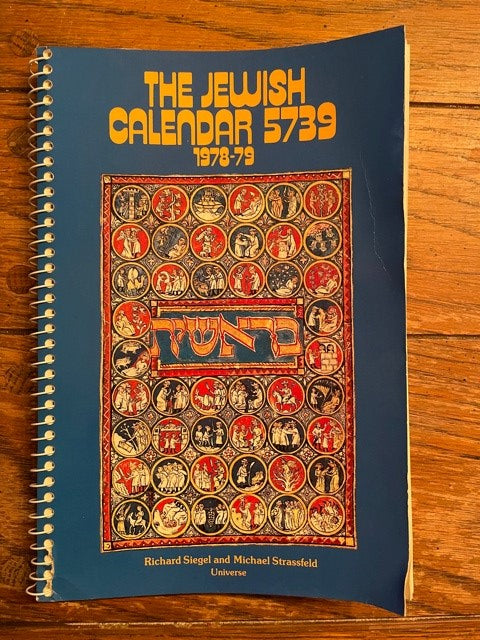 THE JEWISH
CALENDAR 5739
1978-79
בראשית
Richard Siegel and Michael Strassfeld
Universe